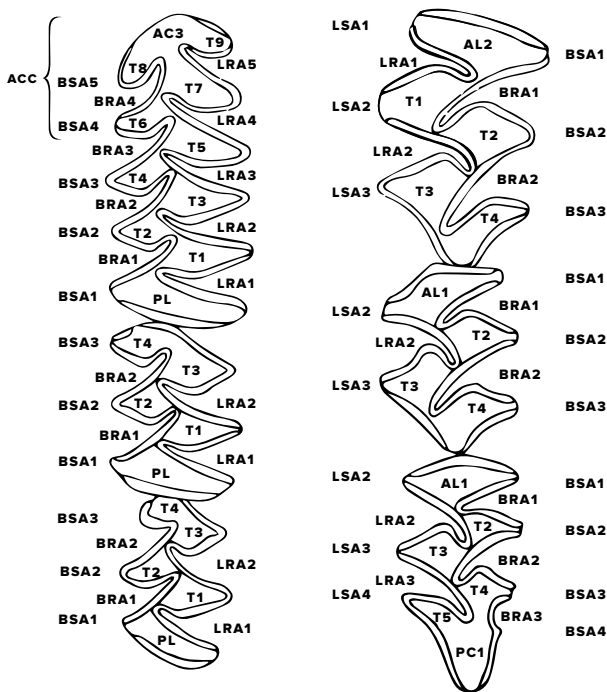 AC3
T9
T8
LRA5
ACC
BSA5
T7
BRA4
LRA4
BSA4
T6
BRA3
T5
LRA3
BSA3
T4
BRA2
T3
LRA2
BSA2
T2
BRA1
T1
LRA1
BSA1
PL
BSA3
T4
T3
BRA2
LRA2
BSA2
T2
T1
BRA1
LRA1
BSA1
PL
T4
BSA3
T3
BRA2
LRA2
BSA2
T2
T1
BRA1
BSA1
LRA1
PL
LSA1
AL2
BSA1
LRA1
BRA1
LSA2
T1
T2
BSA2
LRA2
BRA2
LSA3
T3
T4
BSA3
BSA1
AL1
BRA1
LSA2
T2
BSA2
LRA2
BRA2
LSA3
T3
T4
BSA3
LSA2
AL1
BSA1
BRA1
LRA2
T2
BSA2
LSA3
T3
BRA2
LRA3
T4
LSA4
BSA3
T5
BRA3
BSA4
PC1